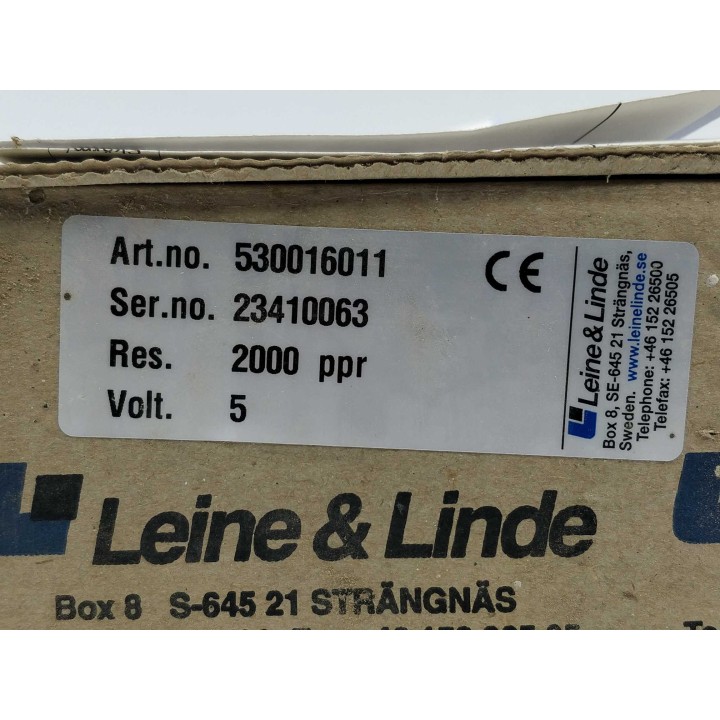 Art.no. 530016011
Ser.no. 23410063
Res. 2000 ppr
Volt. 5
CE
Leine & Linde
Box 8, SE-645 21 Strängnäs,
Sweden. www.leinelinde.se
Telephone: +46 152 26500
Telefax: +46 152 26505
Leine & Linde
Box 8 S-645 21 STRÄNGNÄS